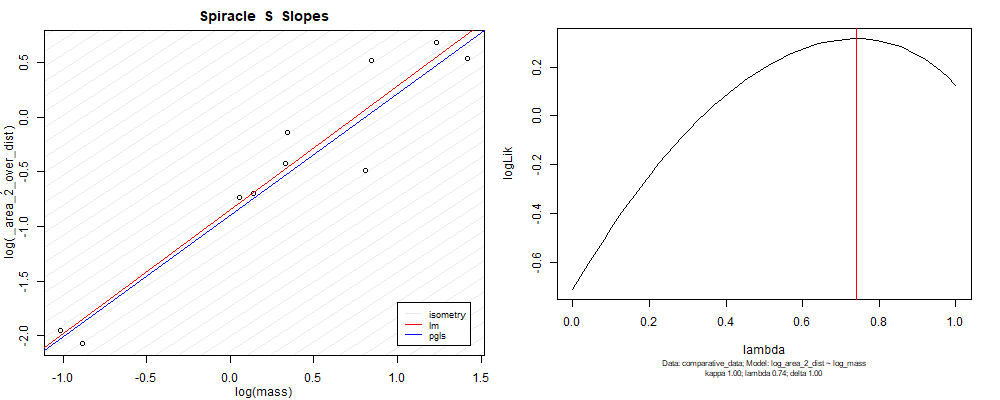 Spiracle S Slopes
log(_area_2_over_dist)
0.5
0.0
-0.5
-1.0
-1.5
-2.0
isometry
lm
pgls
-1.0 -0.5 0.0 0.5 1.0 1.5
log(mass)
logLik
0.2
0.0
-0.2
-0.4
-0.6
0.0 0.2 0.4 0.6 0.8 1.0
lambda
Data: comparative_data; Model: log_area_2_dist ~ log_mass
kappa 1.00; lambda 0.74; delta 1.00